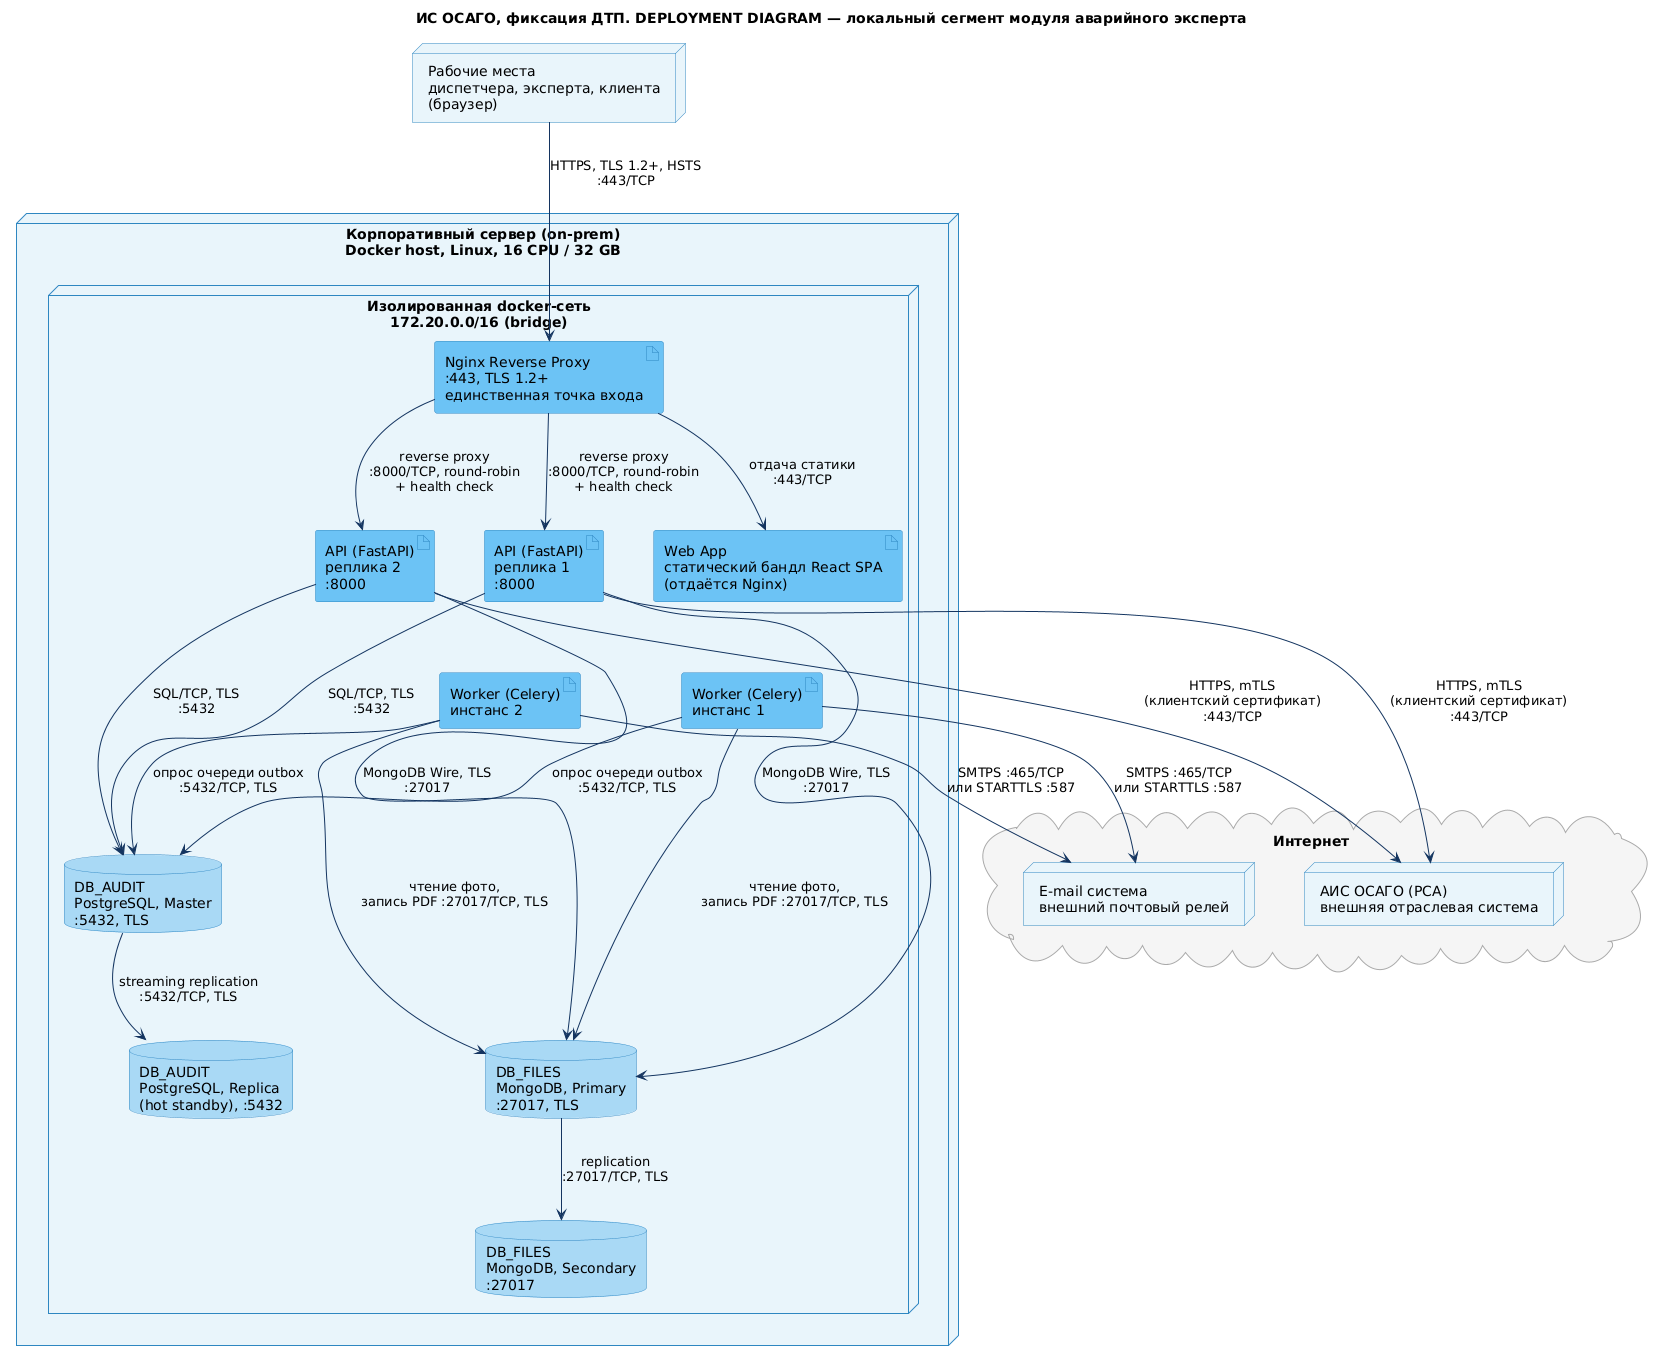 ИС ОСАГО, фиксация ДТП. DEPLOYMENT DIAGRAM — локальный сегмент модуля аварийного эксперта
Рабочие места
диспетчера, эксперта, клиента
(браузер)
HTTPS, TLS 1.2+, HSTS
:443/TCP
Корпоративный сервер (on-prem)
Docker host, Linux, 16 CPU / 32 GB
Изолированная docker-сеть
172.20.0.0/16 (bridge)
Nginx Reverse Proxy
:443, TLS 1.2+
единственная точка входа
reverse proxy
:8000/TCP, round-robin
+ health check
reverse proxy
:8000/TCP, round-robin
+ health check
отдача статики
:443/TCP
API (FastAPI)
реплика 2
:8000
API (FastAPI)
реплика 1
:8000
Web App
статический бандл React SPA
(отдаётся Nginx)
SQL/TCP, TLS
:5432
SQL/TCP, TLS
:5432
Worker (Celery)
инстанс 2
Worker (Celery)
инстанс 1
HTTPS, mTLS
(клиентский сертификат)
:443/TCP
HTTPS, mTLS
(клиентский сертификат)
:443/TCP
опрос очереди outbox
:5432/TCP, TLS
MongoDB Wire, TLS
:27017
опрос очереди outbox
:5432/TCP, TLS
MongoDB Wire, TLS
:27017
SMTPS :465/TCP
или STARTTLS :587
SMTPS :465/TCP
или STARTTLS :587
Интернет
E-mail система
внешний почтовый релей
АИС ОСАГО (РСА)
внешняя отраслевая система
DB_AUDIT
PostgreSQL, Master
:5432, TLS
чтение фото,
запись PDF :27017/TCP, TLS
чтение фото,
запись PDF :27017/TCP, TLS
streaming replication
:5432/TCP, TLS
DB_AUDIT
PostgreSQL, Replica
(hot standby), :5432
DB_FILES
MongoDB, Primary
:27017, TLS
replication
:27017/TCP, TLS
DB_FILES
MongoDB, Secondary
:27017